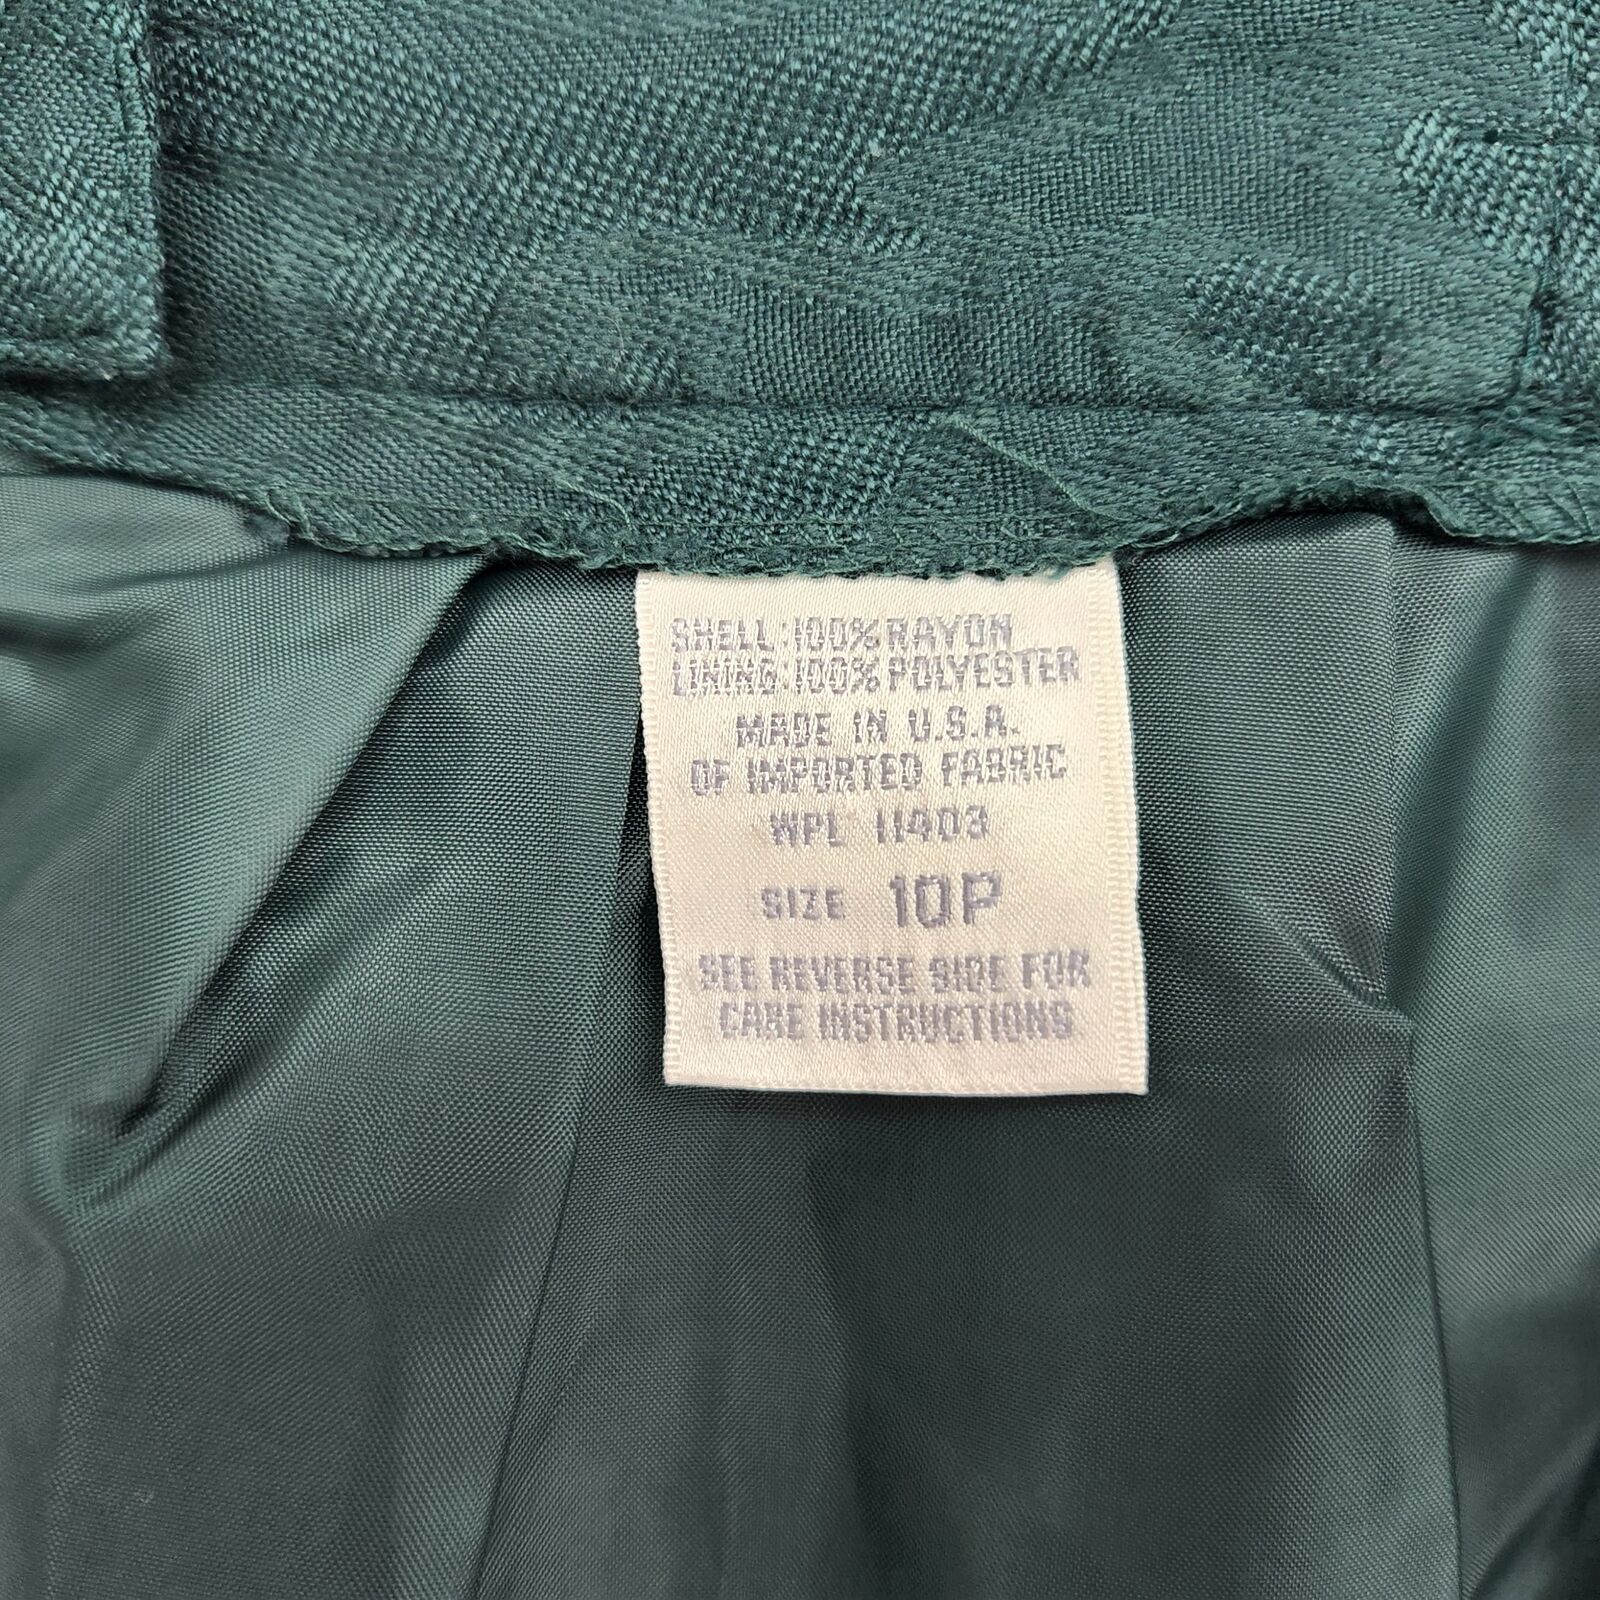 SHELL:100% RAYON
LINING:100% POLYESTER
MADE IN U.S.A.
OF IMPORTED FABRIC
WPL 11403
SIZE 10P
SEE REVERSE SIDE FOR
CARE INSTRUCTIONS